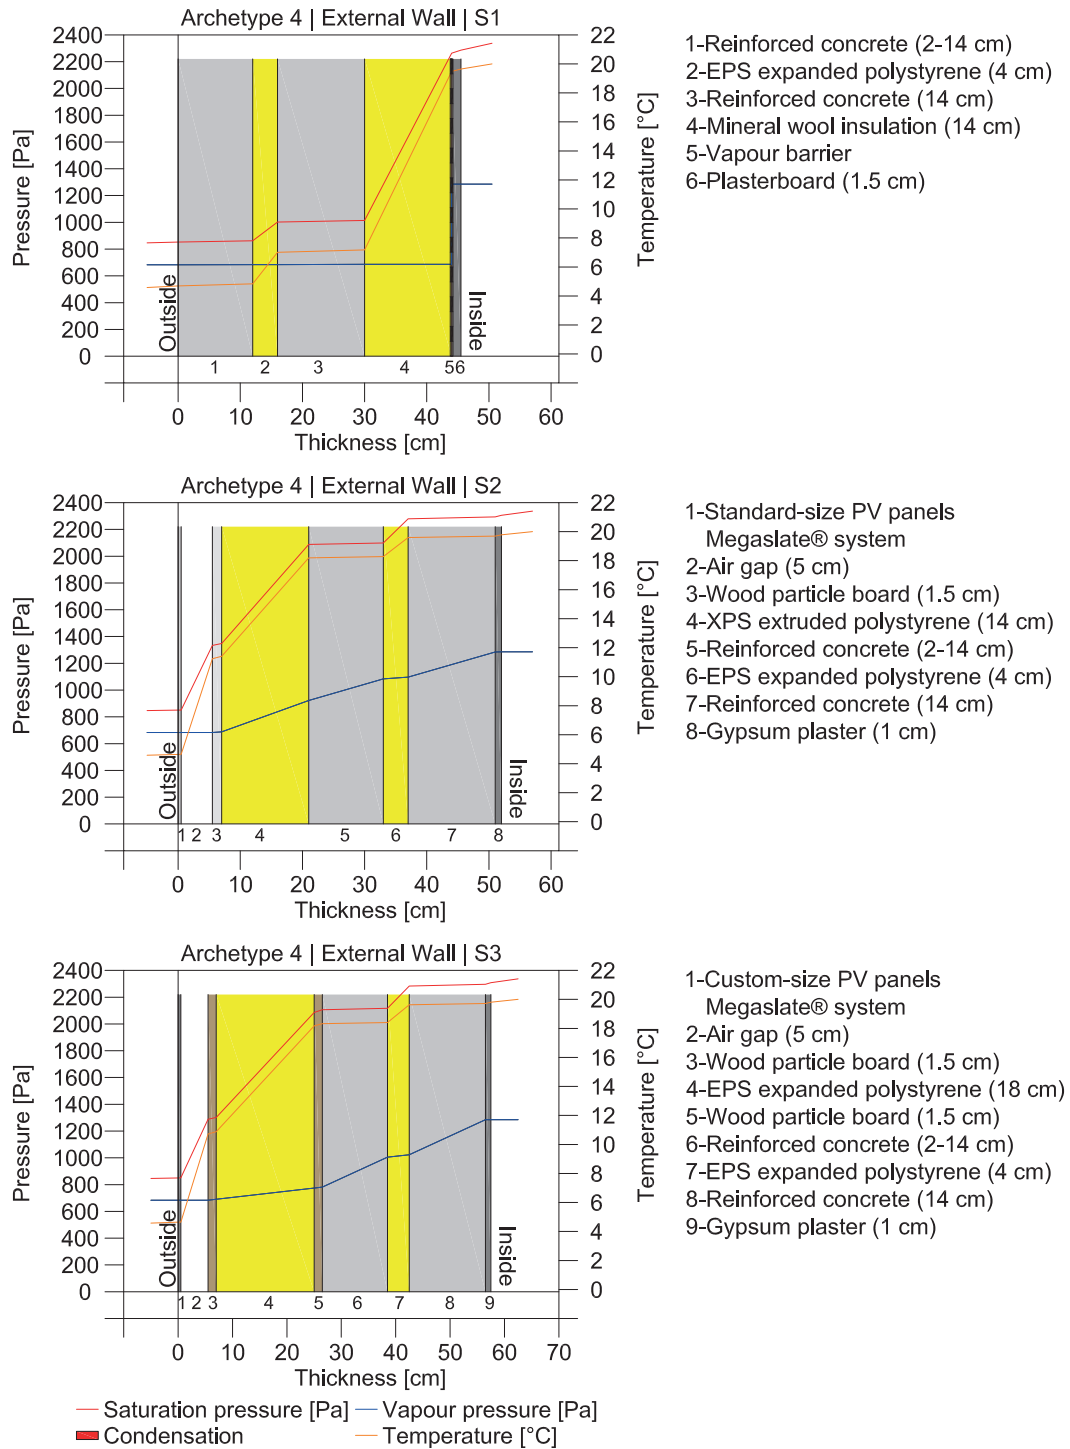 Archetype 4 | External Wall | S1
2400
2200
2000
1800
1600
1400
1200
1000
800
600
400
200
0
Pressure [Pa]
22
20
18
16
14
12
10
8
6
4
2
0
Temperature [°C]
Outside
Inside
1 2 3 4 5 6
0 10 20 30 40 50 60
Thickness [cm]
1-Reinforced concrete (2-14 cm)
2-EPS expanded polystyrene (4 cm)
3-Reinforced concrete (14 cm)
4-Mineral wool insulation (14 cm)
5-Vapour barrier
6-Plasterboard (1.5 cm)
Archetype 4 | External Wall | S2
2400
2200
2000
1800
1600
1400
1200
1000
800
600
400
200
0
Pressure [Pa]
22
20
18
16
14
12
10
8
6
4
2
0
Temperature [°C]
Outside
Inside
1 2 3 4 5 6 7 8
0 10 20 30 40 50 60
Thickness [cm]
1-Standard-size PV panels
Megaslate® system
2-Air gap (5 cm)
3-Wood particle board (1.5 cm)
4-XPS extruded polystyrene (14 cm)
5-Reinforced concrete (2-14 cm)
6-EPS expanded polystyrene (4 cm)
7-Reinforced concrete (14 cm)
8-Gypsum plaster (1 cm)
Archetype 4 | External Wall | S3
2400
2200
2000
1800
1600
1400
1200
1000
800
600
400
200
0
Pressure [Pa]
22
20
18
16
14
12
10
8
6
4
2
0
Temperature [°C]
Outside
Inside
1 2 3 4 5 6 7 8 9
0 10 20 30 40 50 60 70
Thickness [cm]
1-Custom-size PV panels
Megaslate® system
2-Air gap (5 cm)
3-Wood particle board (1.5 cm)
4-EPS expanded polystyrene (18 cm)
5-Wood particle board (1.5 cm)
6-Reinforced concrete (2-14 cm)
7-EPS expanded polystyrene (4 cm)
8-Reinforced concrete (14 cm)
9-Gypsum plaster (1 cm)
Saturation pressure [Pa] Vapour pressure [Pa]
Condensation Temperature [°C]